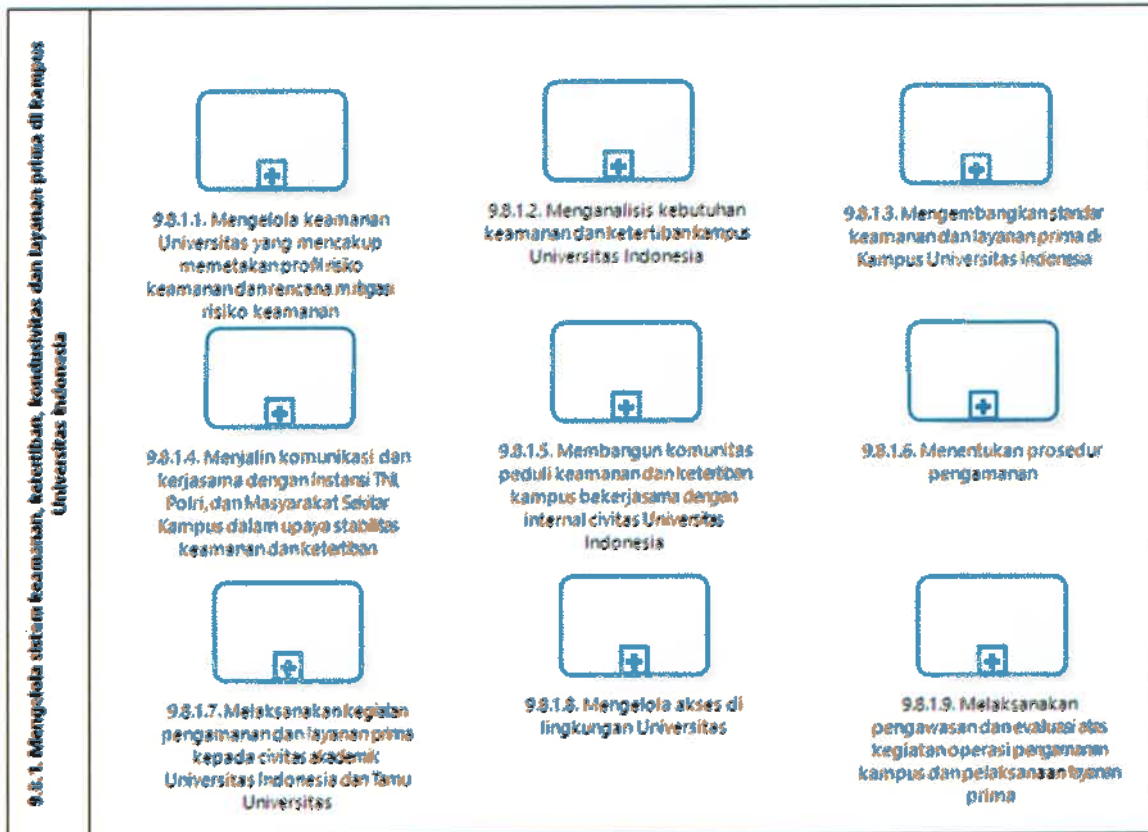 9.8.1. Mengelola sistem keamanan, ketertiban, kondusivitas dan layanan prima di kampus
Universitas Indonesia
9.8.1.1. Mengelola keamanan
Universitas yang mencakup
memetakan profil risiko
keamanan dan rencana mitigasi
risiko keamanan
9.8.1.2. Menganalisis kebutuhan
keamanan dan ketertiban kampus
Universitas Indonesia
9.8.1.3. Mengembangkan standar
keamanan dan layanan prima di
Kampus Universitas Indonesia
9.8.1.4. Menjalin komunikasi dan
kerjasama dengan Instansi TNI,
Polri, dan Masyarakat Sekitar
Kampus dalam upaya stabilitas
keamanan dan ketertiban
9.8.1.5. Membangun komunitas
peduli keamanan dan ketertiban
kampus bekerjasama dengan
internal civitas Universitas
Indonesia
9.8.1.6. Menentukan prosedur
pengamanan
9.8.1.7. Melaksanakan kegiatan
pengamanan dan layanan prima
kepada civitas akademik
Universitas Indonesia dan Tamu
Universitas
9.8.1.8. Mengelola akses di
lingkungan Universitas
9.8.1.9. Melaksanakan
pengawasan dan evaluasi atas
kegiatan operasi pengamanan
kampus dan pelaksanaan layanan
prima